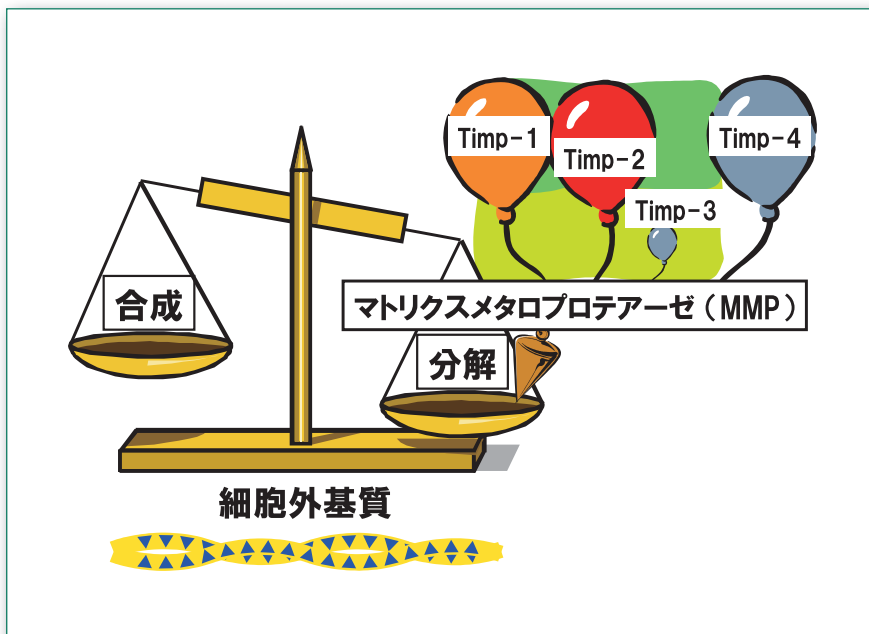 Timp-1
Timp-2
Timp-4
Timp-3
合成
マトリクスメタロプロテアーゼ(MMP)
分解
細胞外基質